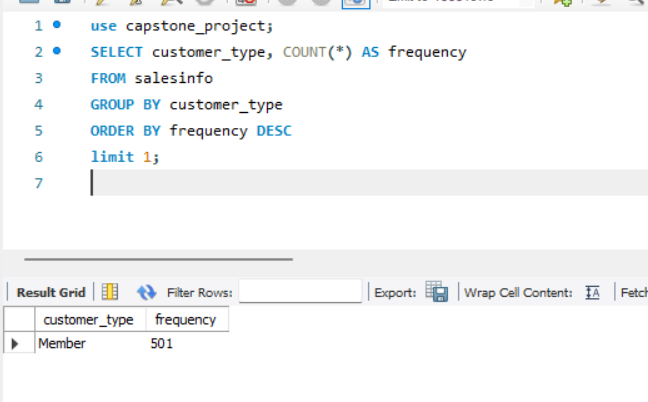 1 use capstone_project;
2 SELECT customer_type, COUNT(*) AS frequency
3 FROM salesinfo
4 GROUP BY customer_type
5 ORDER BY frequency DESC
6 limit 1;
7
Result Grid Filter Rows: Export: Wrap Cell Content: Fetch
customer_type frequency
Member 501